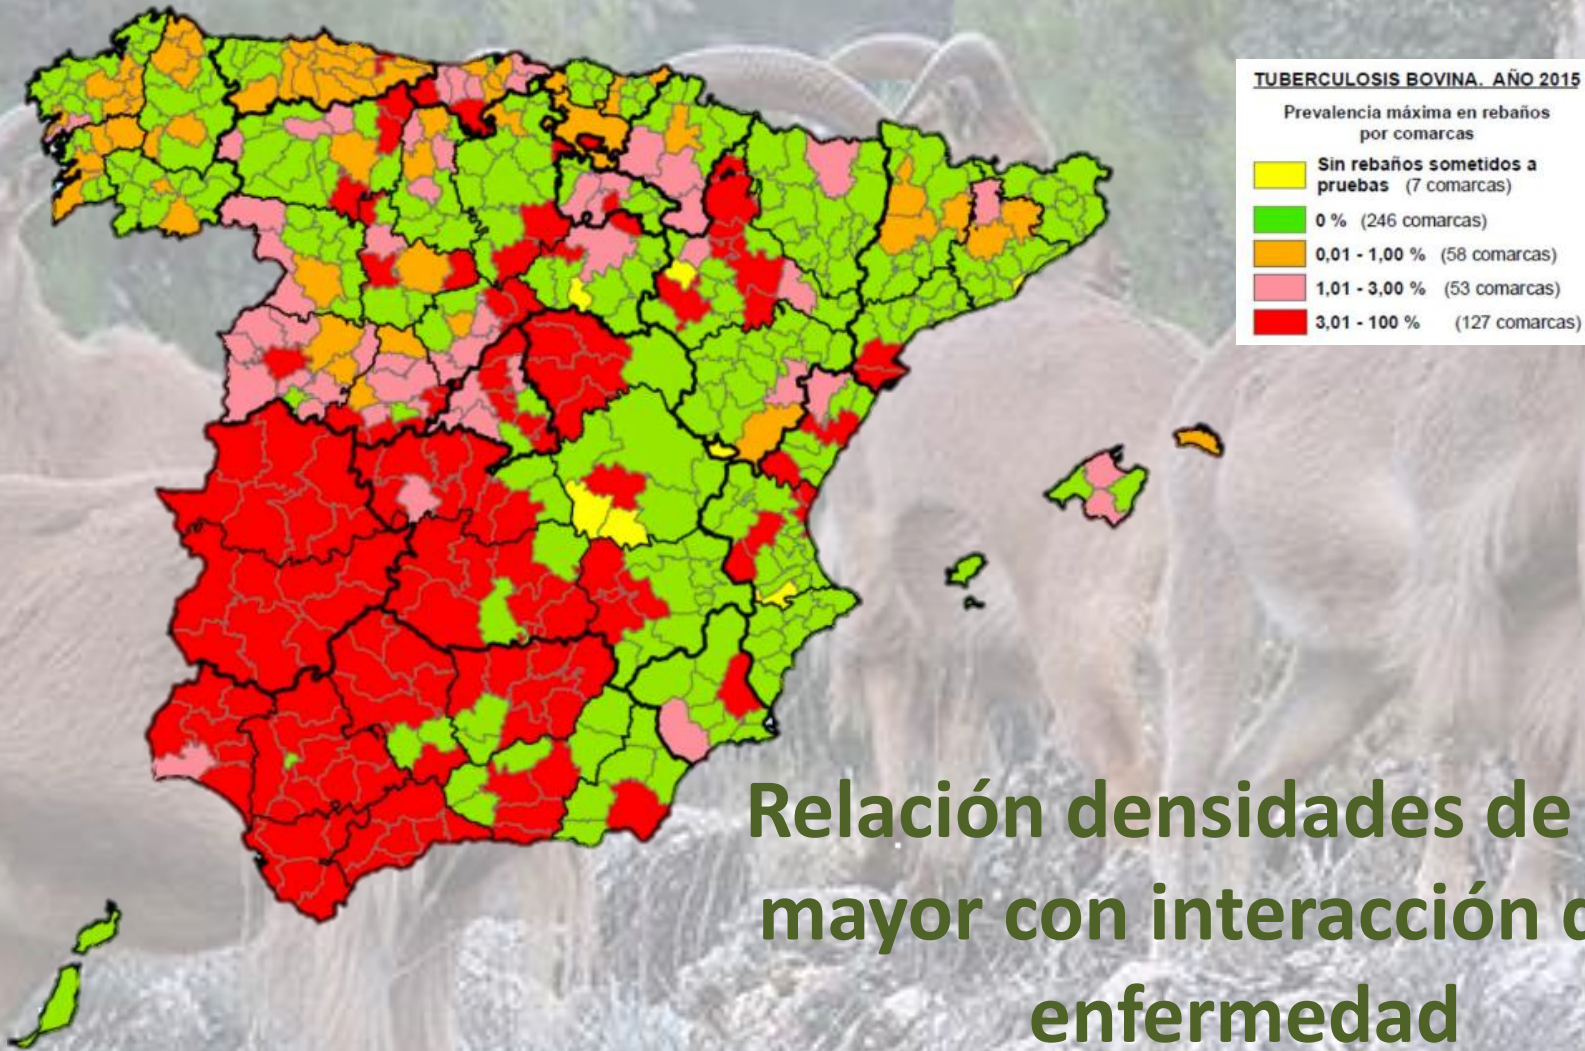 TUBERCULOSIS BOVINA. AÑO 2015
Prevalencia máxima en rebaños
por comarcas
Sin rebaños sometidos a
pruebas (7 comarcas)
0 % (246 comarcas)
0,01 - 1,00 % (58 comarcas)
1,01 - 3,00 % (53 comarcas)
3,01 - 100 % (127 comarcas)
Relación densidades de
mayor con interacción
enfermedad